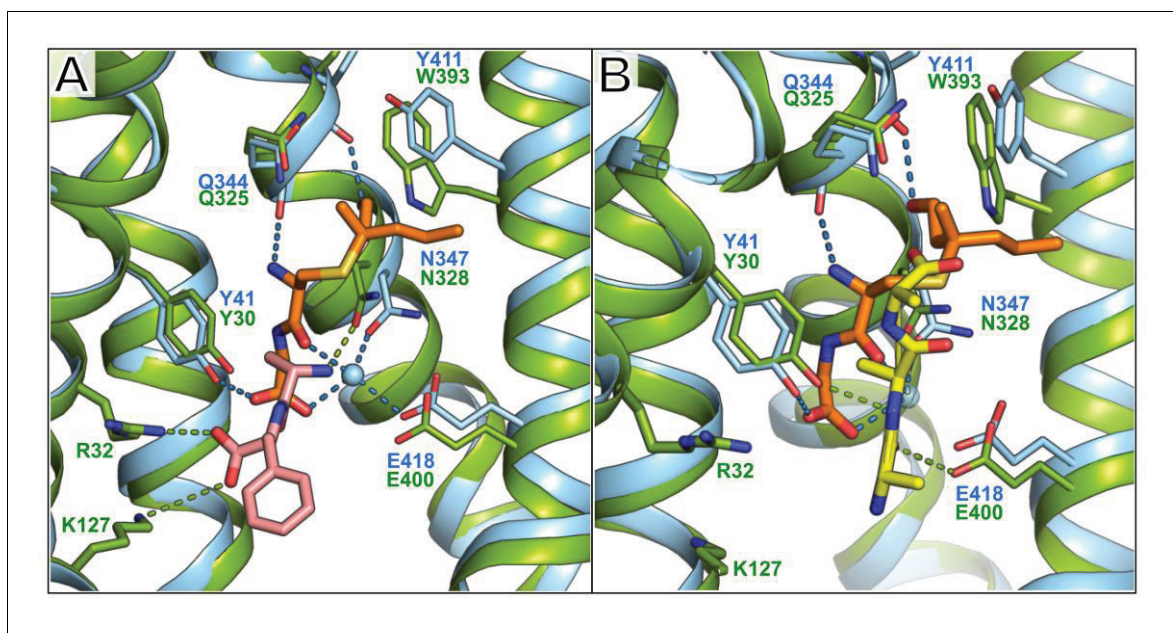 A
Y411
W393
Q344
Q325
Y41
Y30
N347
N328
R32
E418
E400
K127
B
Y411
W393
Q344
Q325
Y41
Y30
N347
N328
R32
E418
E400
K127